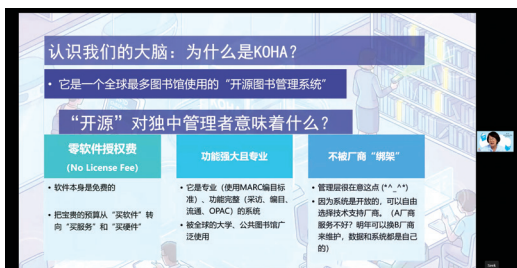 认识我们的大脑：为什么是KOHA？
• 它是一个全球最多图书馆使用的“开源图书管理系统”
“开源”对独中管理者意味着什么？
零软件授权费
(No License Fee)
• 软件本身是免费的
• 把宝贵的预算从“买软件”转
向“买服务”和“买硬件”
功能强大且专业
• 它是专业（使用MARC编目标
准）、功能完整（采访、编目、
流通、OPAC）的系统
• 被全球的大学、公共图书馆广
泛使用
不被厂商“绑架”
• 管理层很在意这点 (*^_^*)
• 因为系统是开放的，可以自由
选择技术支持厂商。（A厂商
服务不好？明年可以换B厂商
来维护，数据和系统都是自己
的）